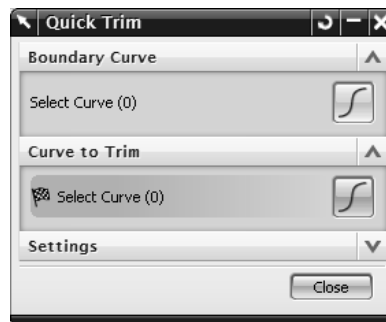 Quick Trim
Boundary Curve
Select Curve (0)
Curve to Trim
Select Curve (0)
Settings
Close